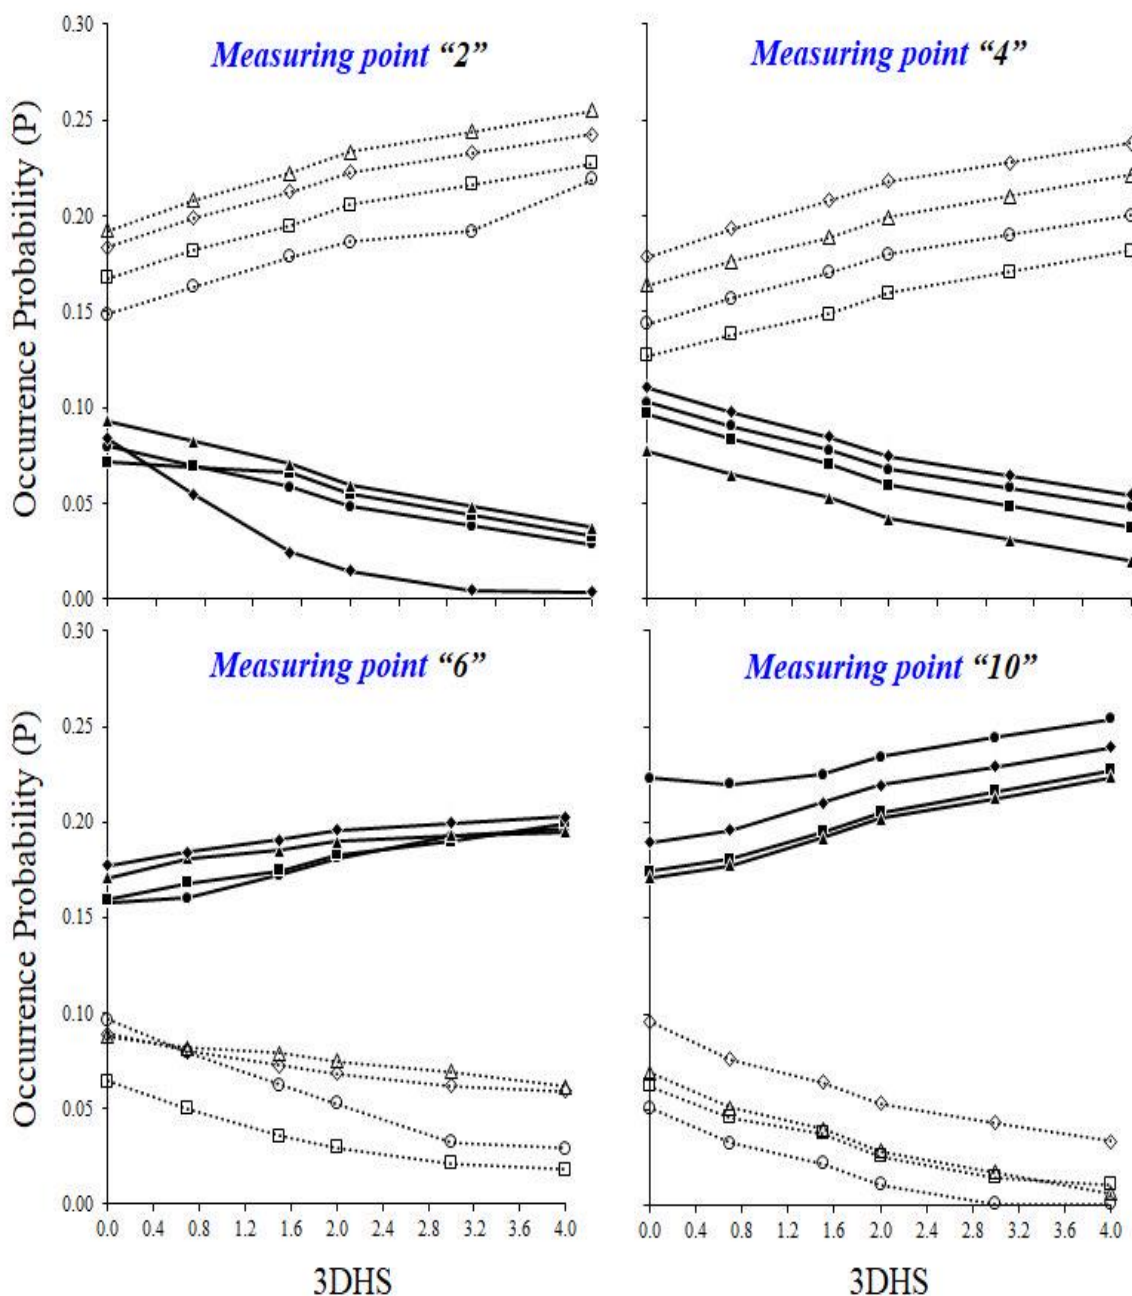 Measuring point “2”
Occurrence Probability (P)
0.30
0.25
0.20
0.15
0.10
0.05
0.00
Measuring point “4”
Measuring point “6”
Occurrence Probability (P)
0.30
0.25
0.20
0.15
0.10
0.05
0.00
0.0 0.4 0.8 1.2 1.6 2.0 2.4 2.8 3.2 3.6 4.0
3DHS
Measuring point “10”
0.0 0.4 0.8 1.2 1.6 2.0 2.4 2.8 3.2 3.6 4.0
3DHS